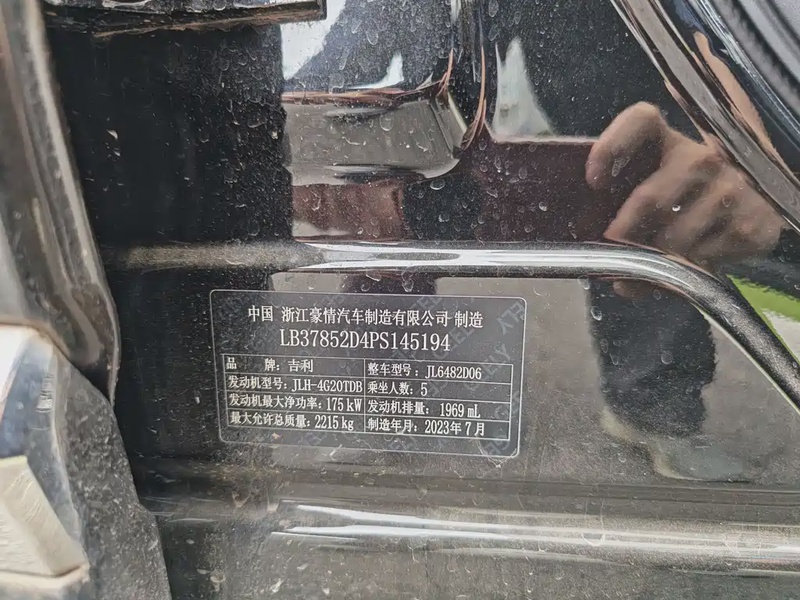 中国 浙江豪情汽车制造有限公司 制造
LB37852D4PS145194
品 牌：吉利 整车型号：JL6482D06
发动机型号：JLH-4G20TDB 乘坐人数：5
发动机最大净功率：175 kW 发动机排量：1969 mL
最大允许总质量：2215 kg 制造年月：2023年7月